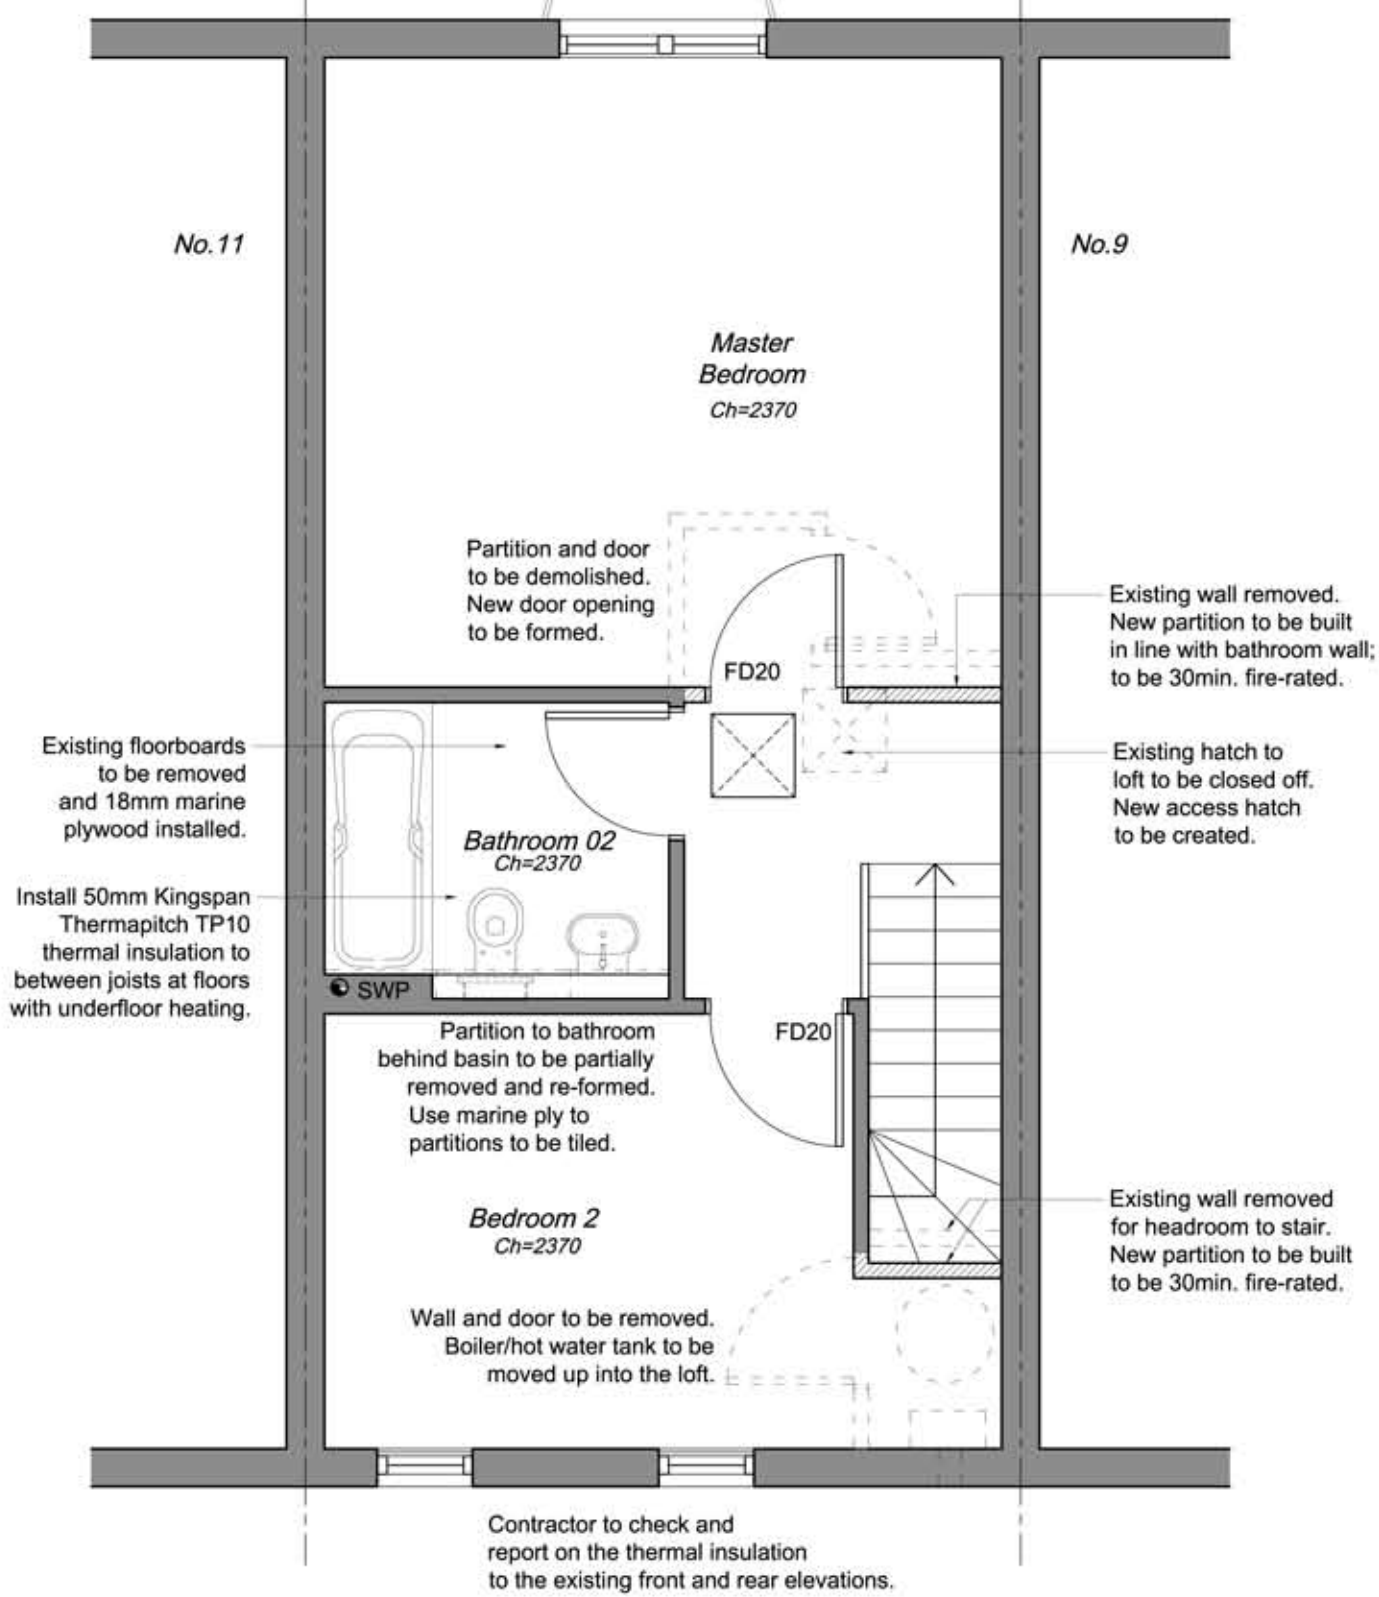 No.11
No.9
Master
Bedroom
Ch=2370
Partition and door
to be demolished.
New door opening
to be formed.
FD20
Existing wall removed.
New partition to be built
in line with bathroom wall;
to be 30min. fire-rated.
Existing floorboards
to be removed
and 18mm marine
plywood installed.
Existing hatch to
loft to be closed off.
New access hatch
to be created.
Bathroom 02
Ch=2370
Install 50mm Kingspan
Thermapitch TP10
thermal insulation to
between joists at floors
with underfloor heating.
SWP
Partition to bathroom
behind basin to be partially
removed and re-formed.
Use marine ply to
partitions to be tiled.
FD20
Bedroom 2
Ch=2370
Existing wall removed
for headroom to stair.
New partition to be built
to be 30min. fire-rated.
Wall and door to be removed.
Boiler/hot water tank to be
moved up into the loft.
Contractor to check and
report on the thermal insulation
to the existing front and rear elevations.